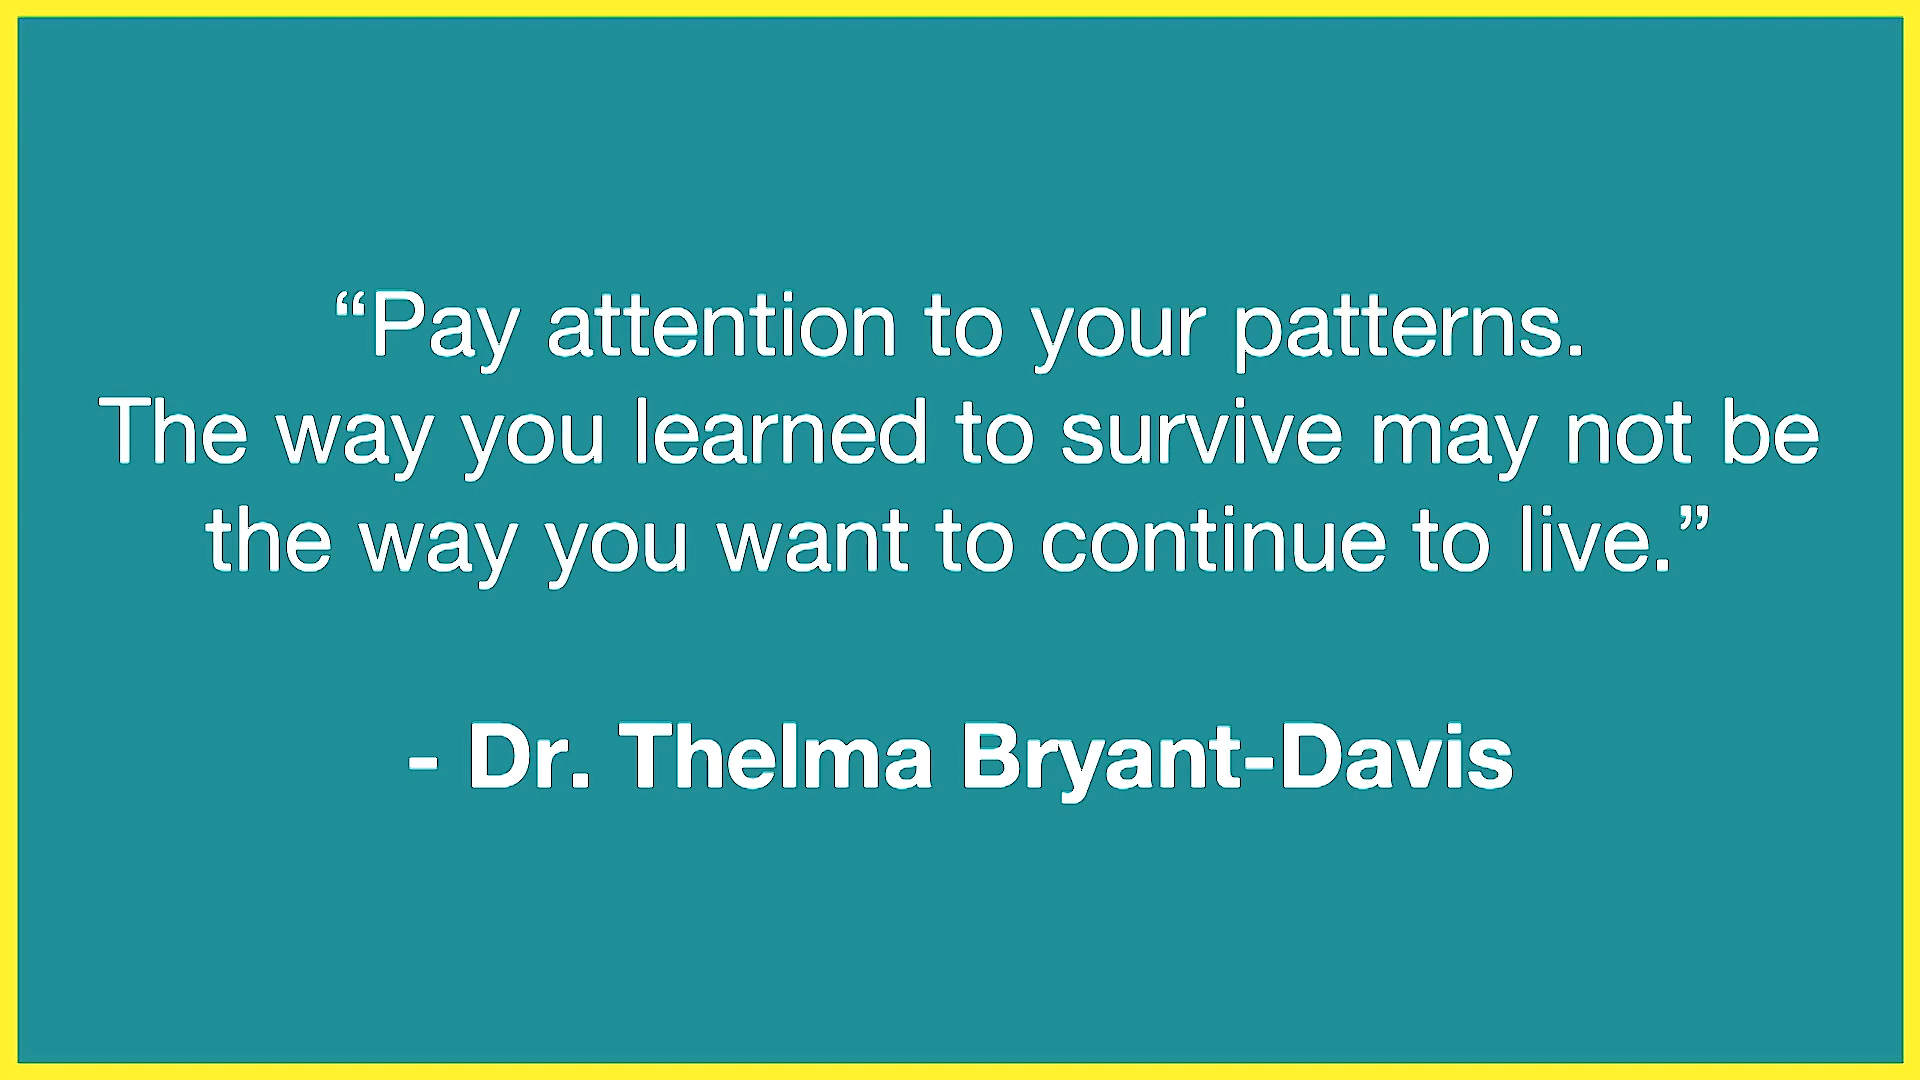 “Pay attention to your patterns.
The way you learned to survive may not be
the way you want to continue to live.”
- Dr. Thelma Bryant-Davis